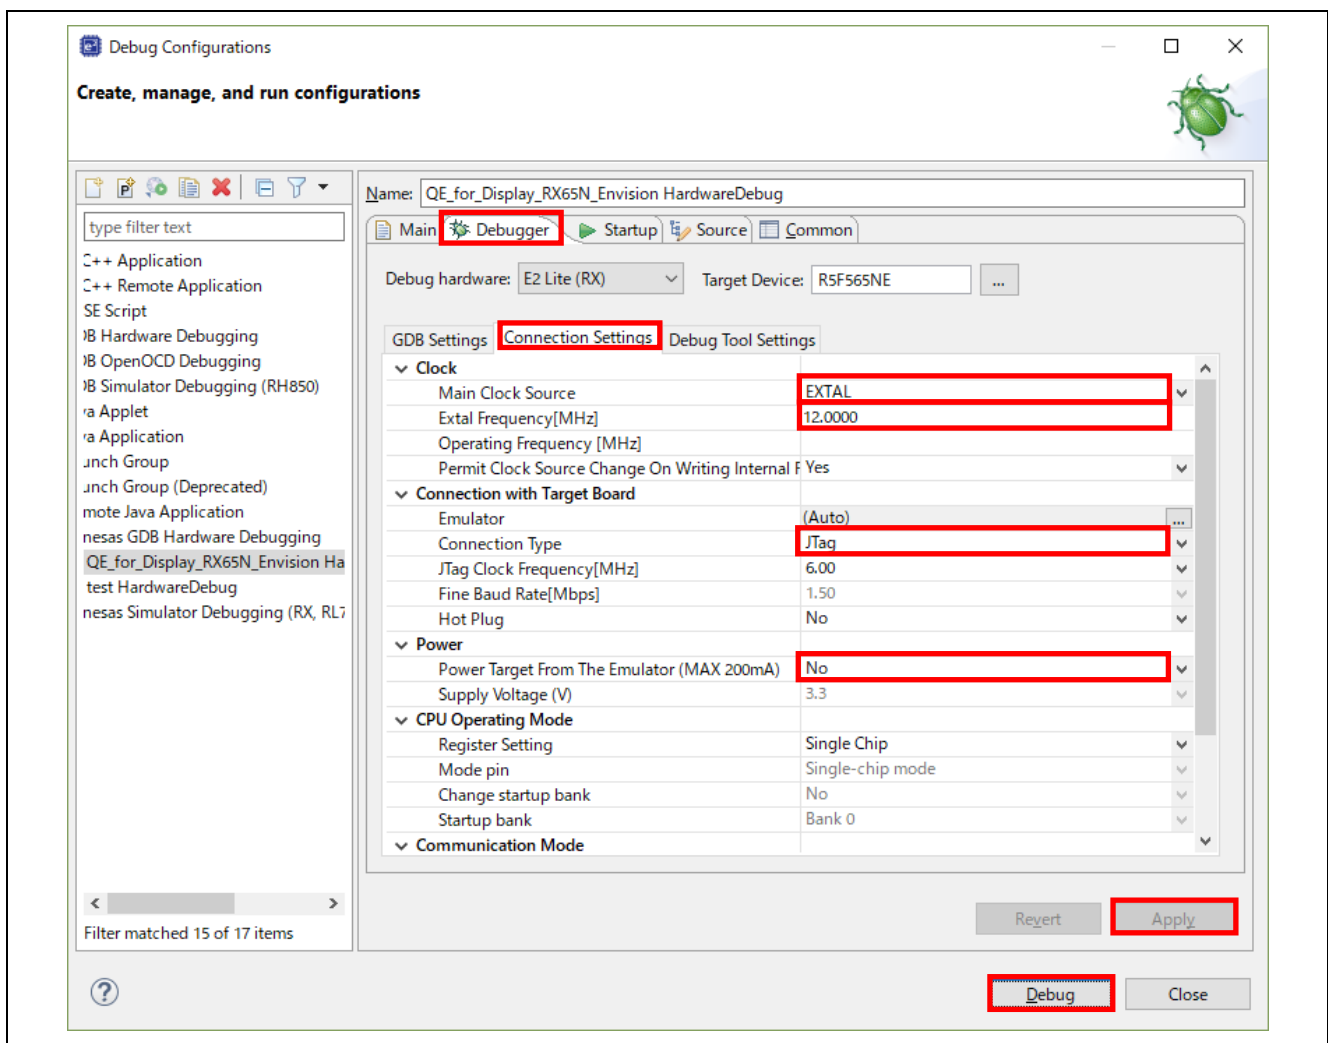 Debug Configurations
Create, manage, and run configurations
type filter text
C++ Application
C++ Remote Application
SE Script
DB Hardware Debugging
DB OpenOCD Debugging
DB Simulator Debugging (RH850)
va Applet
va Application
unch Group
unch Group (Deprecated)
mote Java Application
nesas GDB Hardware Debugging
QE_for_Display_RX65N_Envision Ha
test HardwareDebug
nesas Simulator Debugging (RX, RL7
Filter matched 15 of 17 items
Name: QE_for_Display_RX65N_Envision HardwareDebug
Main Debugger Startup Source Common
Debug hardware: E2 Lite (RX) Target Device: R5F565NE ...
GDB Settings Connection Settings Debug Tool Settings
Clock
Main Clock Source EXTAL
Extal Frequency[MHz] 12.0000
Operating Frequency [MHz]
Permit Clock Source Change On Writing Internal F Yes
Connection with Target Board
Emulator (Auto) ...
Connection Type JTag
JTag Clock Frequency[MHz] 6.00
Fine Baud Rate[Mbps] 1.50
Hot Plug No
Power
Power Target From The Emulator (MAX 200mA) No
Supply Voltage (V) 3.3
CPU Operating Mode
Register Setting Single Chip
Mode pin Single-chip mode
Change startup bank No
Startup bank Bank 0
Communication Mode
Revert Apply
? Debug Close